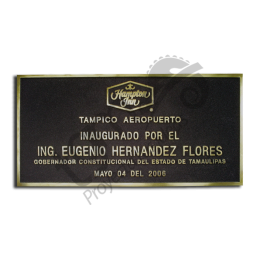 Hampton
Inn
TAMPICO AEROPUERTO
INAUGURADO POR EL
ING. EUGENIO HERNANDEZ FLORES
GOBERNADOR CONSTITUCIONAL DEL ESTADO DE TAMAULIPAS
MAYO 04 DEL 2006